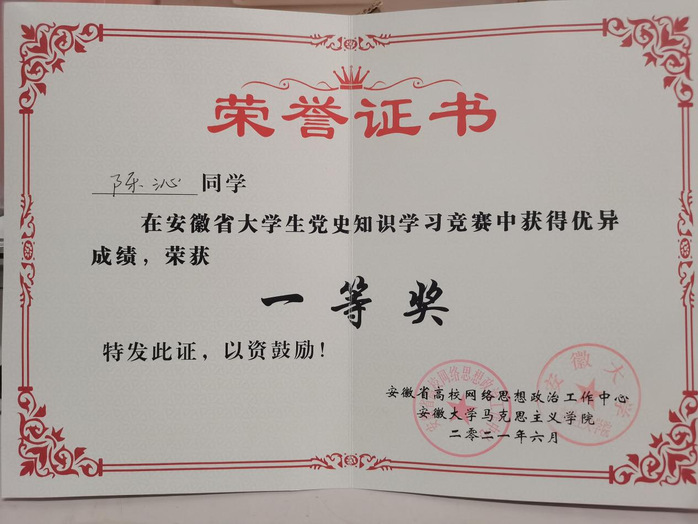 荣誉证书
陈沁 同学
在安徽省大学生党史知识学习竞赛中获得优异
成绩，荣获
一等奖
特发此证，以资鼓励！
安徽省高校网络思想政治工作中心
安徽大学马克思主义学院
二零二一年六月